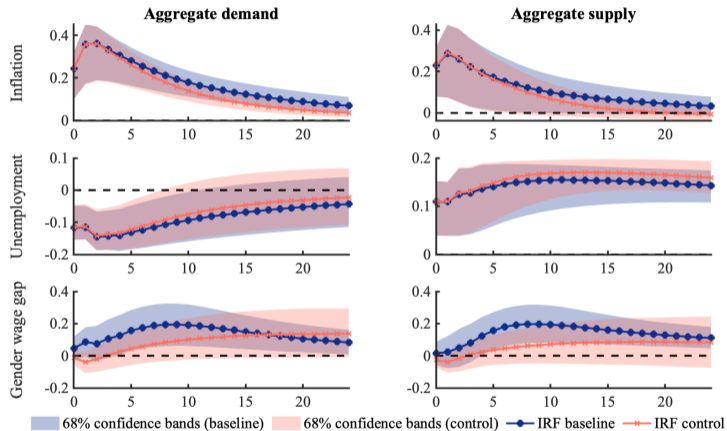 Aggregate demand
Aggregate supply
Inflation
0.4
0.2
0
0 5 10 15 20
0.4
0.2
0
0 5 10 15 20
Unemployment
0.1
0
-0.1
-0.2
0 5 10 15 20
0.2
0.1
0
0 5 10 15 20
Gender wage gap
0.4
0.2
0
-0.2
0 5 10 15 20
0.4
0.2
0
-0.2
0 5 10 15 20
68% confidence bands (baseline) 68% confidence bands (control) IRF baseline IRF control